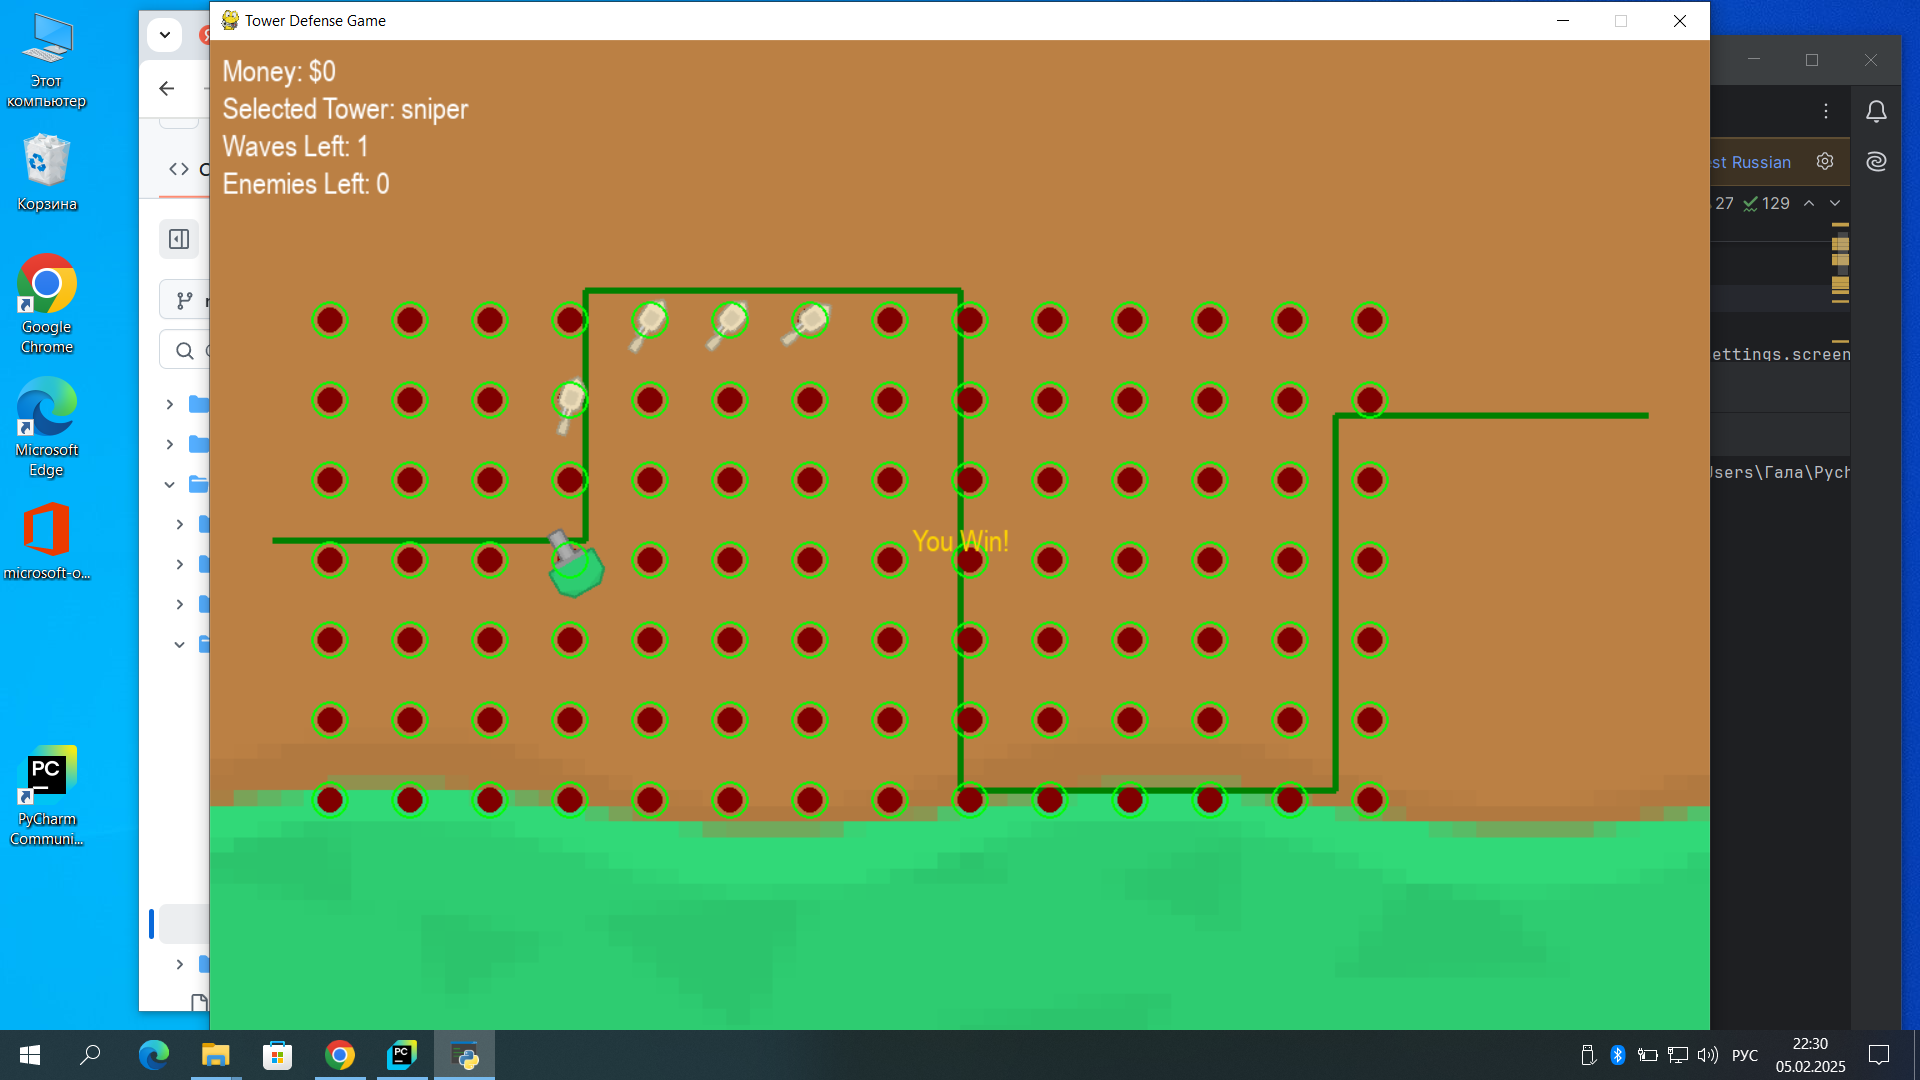 Этот
компьютер
Корзина
Google
Chrome
Microsoft
Edge
microsoft-o...
PC
PyCharm
Communi...
Tower Defense Game
Money: $0
Selected Tower: sniper
Waves Left: 1
Enemies Left: 0
You Win!
st Russian
27 129
ettings.screen
sers\Гала\Pych
PC
РУС
22:30
05.02.2025